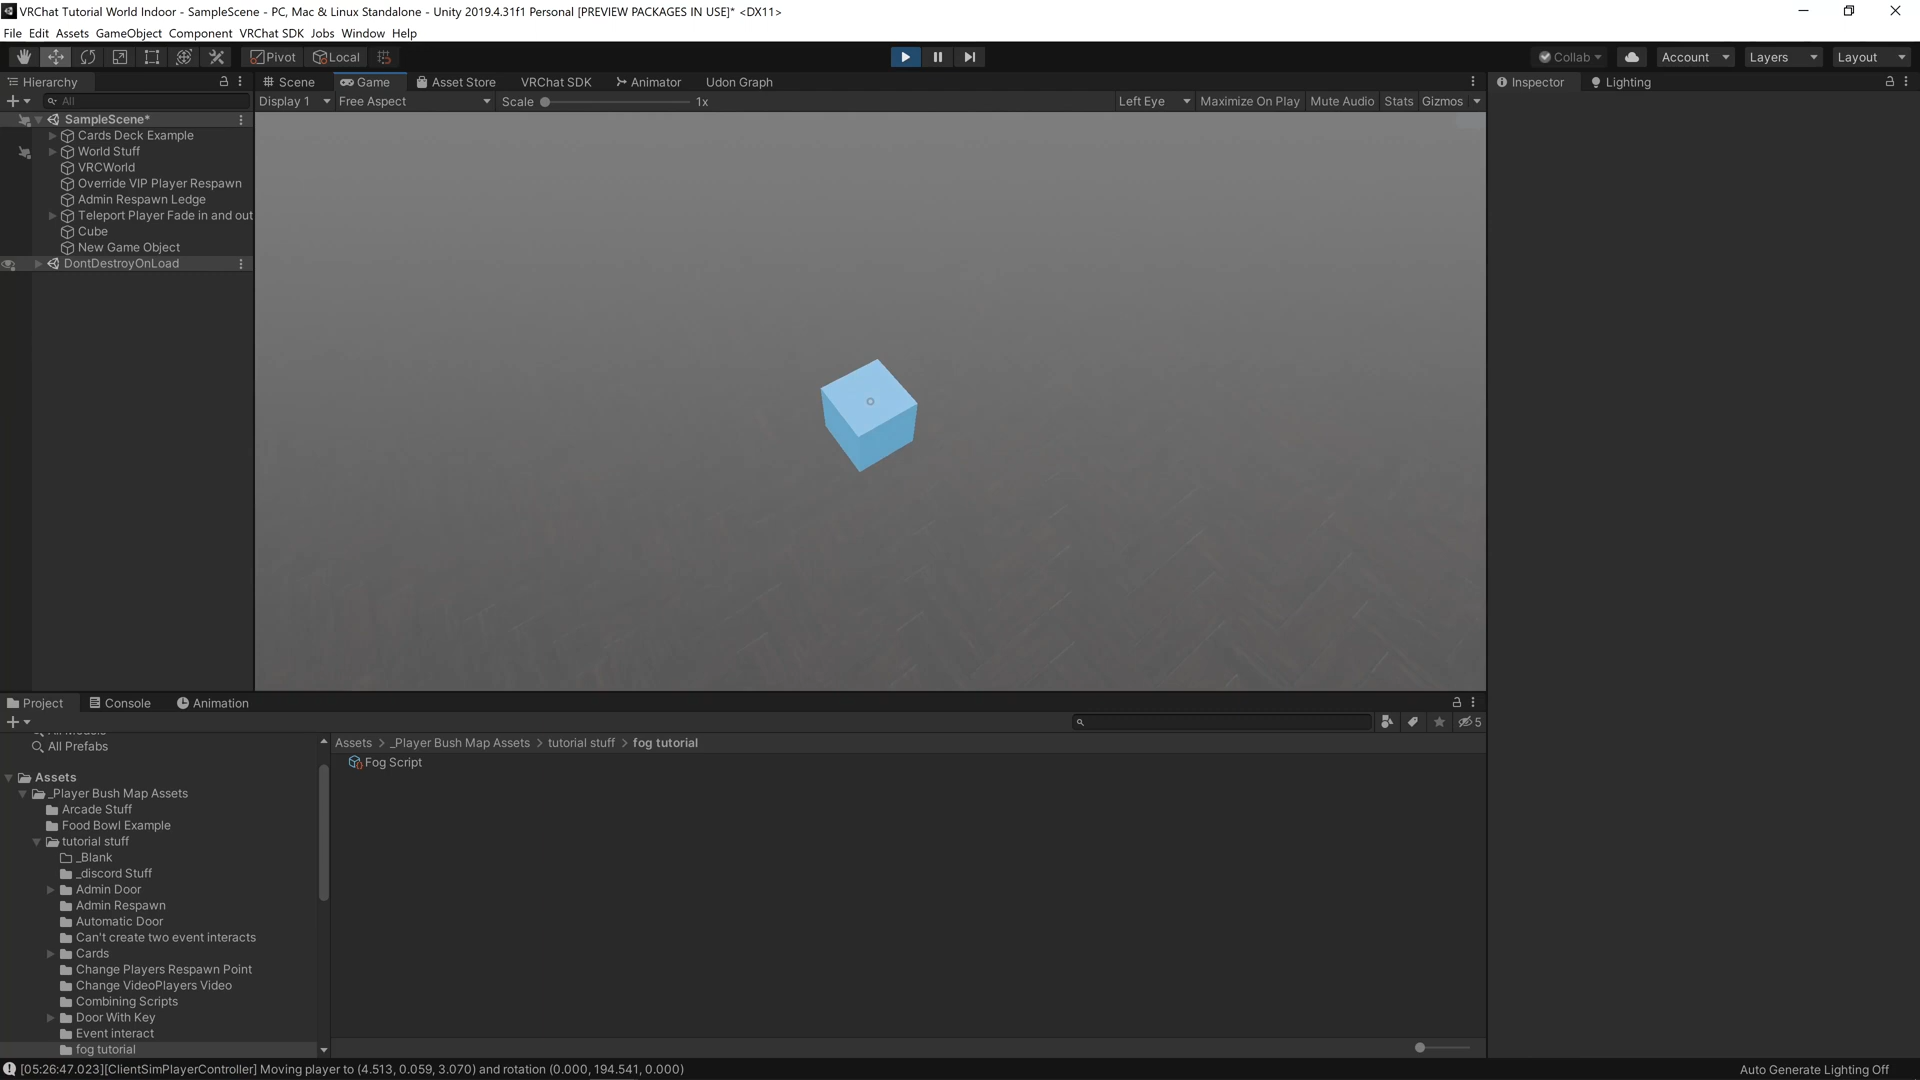 VRChat Tutorial World Indoor - SampleScene - PC, Mac & Linux Standalone - Unity 2019.4.31f1 Personal [PREVIEW PACKAGES IN USE]* <DX11>
File Edit Assets GameObject Component VRChat SDK Jobs Window Help
Pivot Local Collab Account Layers Layout
Hierarchy Scene Game Asset Store VRChat SDK Animator Udon Graph Inspector Lighting
All Display 1 Free Aspect Scale 1x Left Eye Maximize On Play Mute Audio Stats Gizmos
SampleScene*
Cards Deck Example
World Stuff
VRCWorld
Override VIP Player Respawn
Admin Respawn Ledge
Teleport Player Fade in and out
Cube
New Game Object
DontDestroyOnLoad
Project Console Animation
5
All Prefabs
Assets
_Player Bush Map Assets
Arcade Stuff
Food Bowl Example
tutorial stuff
_Blank
_discord Stuff
Admin Door
Admin Respawn
Automatic Door
Can't create two event interacts
Cards
Change Players Respawn Point
Change VideoPlayers Video
Combining Scripts
Door With Key
Event interact
fog tutorial
Assets > _Player Bush Map Assets > tutorial stuff > fog tutorial
Fog Script
[05:26:47.023][ClientSimPlayerController] Moving player to (4.513, 0.059, 3.070) and rotation (0.000, 194.541, 0.000)
Auto Generate Lighting Off